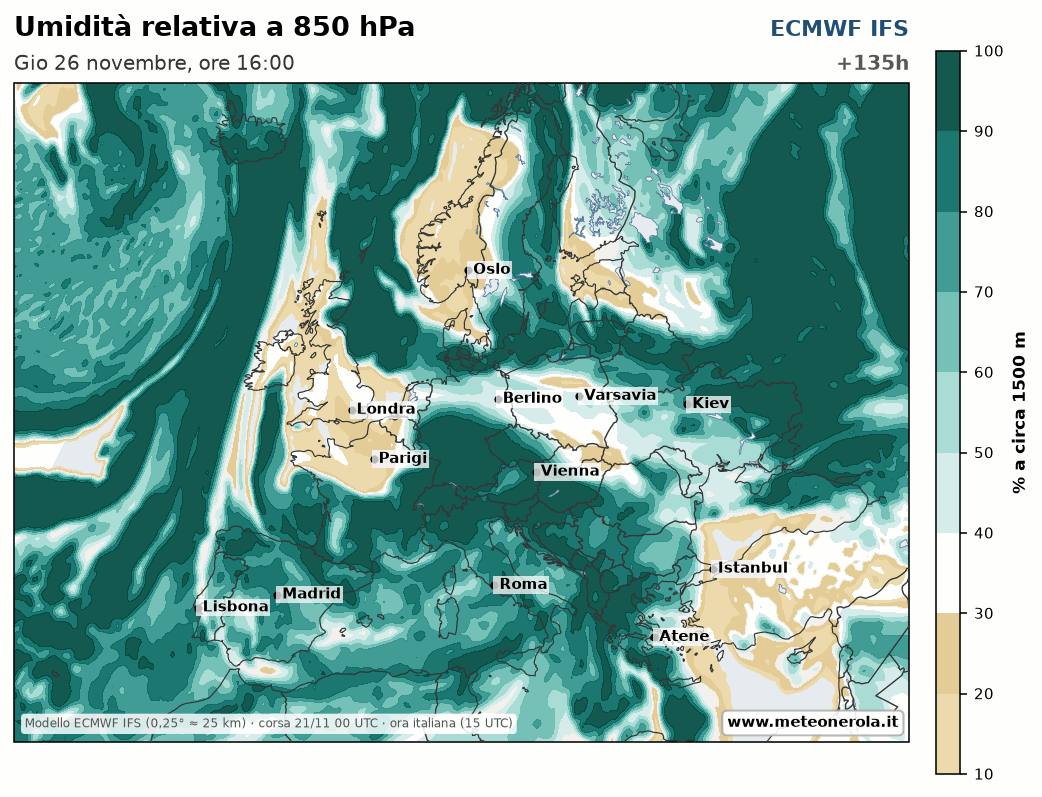 Umidità relativa a 850 hPa
ECMWF IFS
Gio 26 novembre, ore 16:00
+135h
100
90
80
70
60
50
40
30
20
10
% a circa 1500 m
Oslo
Londra
Berlino
Varsavia
Kiev
Parigi
Vienna
Istanbul
Roma
Madrid
Lisbona
Atene
Modello ECMWF IFS (0,25° ≈ 25 km) · corsa 21/11 00 UTC · ora italiana (15 UTC)
www.meteonerola.it